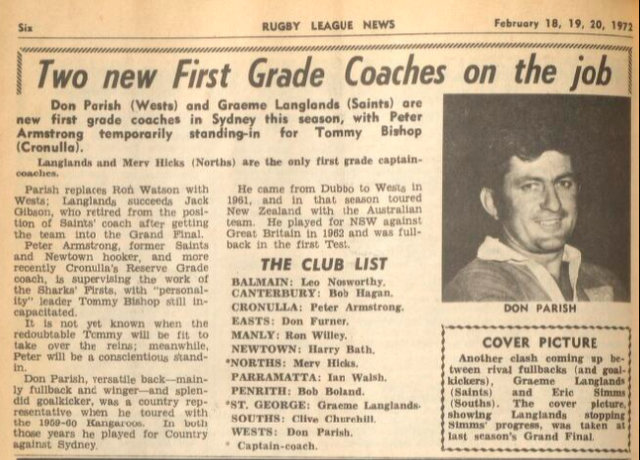 Six
RUGBY LEAGUE NEWS
February 18, 19, 20, 1972
Two new First Grade Coaches on the job
Don Parish (Wests) and Graeme Langlands (Saints) are
new first grade coaches in Sydney this season, with Peter
Armstrong temporarily standing-in for Tommy Bishop
(Cronulla).
Langlands and Merv Hicks (Norths) are the only first grade captain-
coaches.
Parish replaces Ron Watson with
Wests; Langlands succeeds Jack
Gibson, who retired from the posi-
tion of Saints' coach after getting
the team into the Grand Final.
Peter Armstrong, former Saints
and Newtown hooker, and more
recently Cronulla's Reserve Grade
coach, is supervising the work of
the Sharks' Firsts, with "personal-
ity" leader Tommy Bishop still in-
capacitated.
It is not yet known when the
redoubtable Tommy will be fit to
take over the reins; meanwhile,
Peter will be a conscientious stand-
in.
Don Parish, versatile back—main-
ly fullback and winger—and splen-
did goalkicker, was a country rep-
resentative when he toured with
the 1959-60 Kangaroos. In both
those years he played for Country
against Sydney.
He came from Dubbo to Wests in
1961, and in that season toured
New Zealand with the Australian
team. He played for NSW against
Great Britain in 1962 and was full-
back in the first Test.
THE CLUB LIST
BALMAIN: Leo Nosworthy.
CANTERBURY: Bob Hagan.
CRONULLA: Peter Armstrong.
EASTS: Don Furner.
MANLY: Ron Willey.
NEWTOWN: Harry Bath.
*NORTHS: Merv Hicks.
PARRAMATTA: Ian Walsh.
PENRITH: Bob Boland.
*ST. GEORGE: Graeme Langlands.
SOUTHS: Clive Churchill.
WESTS: Don Parish.
* Captain-coach.
DON PARISH
COVER PICTURE
Another clash coming up be-
tween rival fullbacks (and goal-
kickers), Graeme Langlands
(Saints) and Eric Simms
(Souths). The cover picture,
showing Langlands stopping
Simms' progress, was taken at
last season's Grand Final.